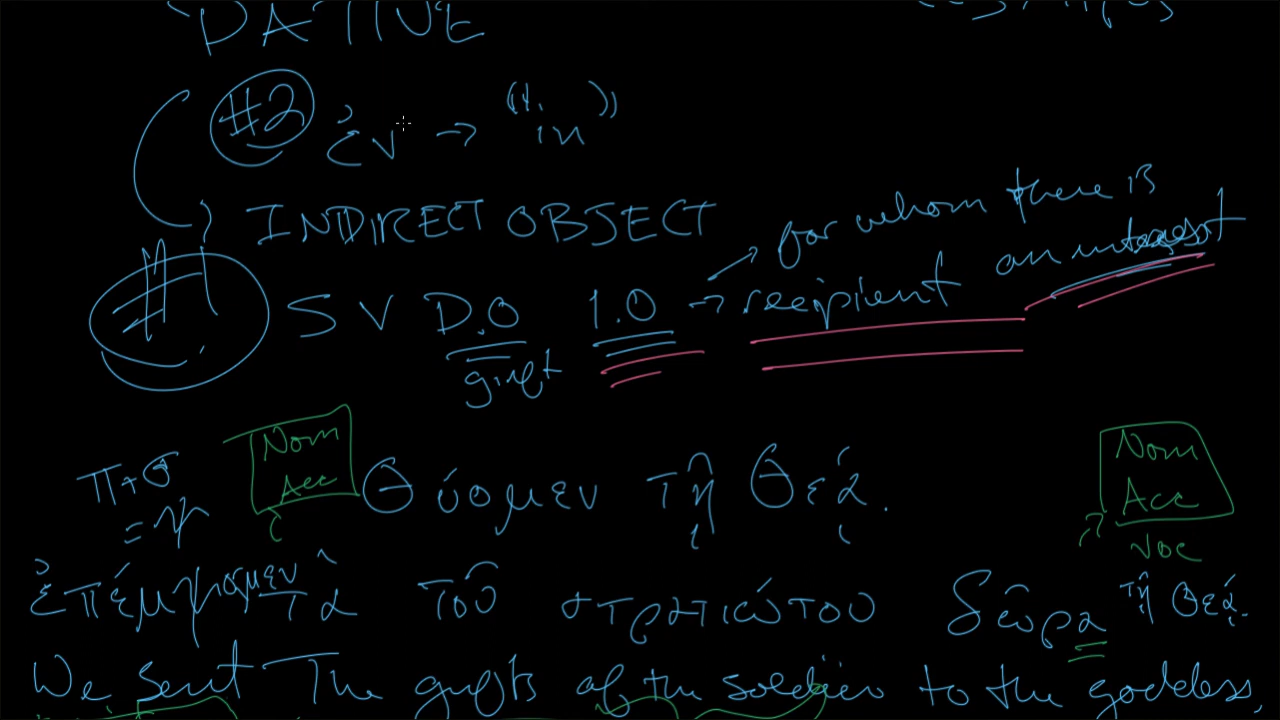 DATIVE
#2 ἐν → "in"
INDIRECT OBJECT
for whom there is
an interest
#1 S V D.O I.O → recipient
gift
Nom
Acc
Π+σ
=ψ
Θύομεν τῇ Θεᾷ.
Nom
Acc
Voc
ἐπέμψαμεν τὰ τοῦ στρατιώτου δῶρα τῇ Θεᾷ.
We sent The gifts of the soldier to the goddess.